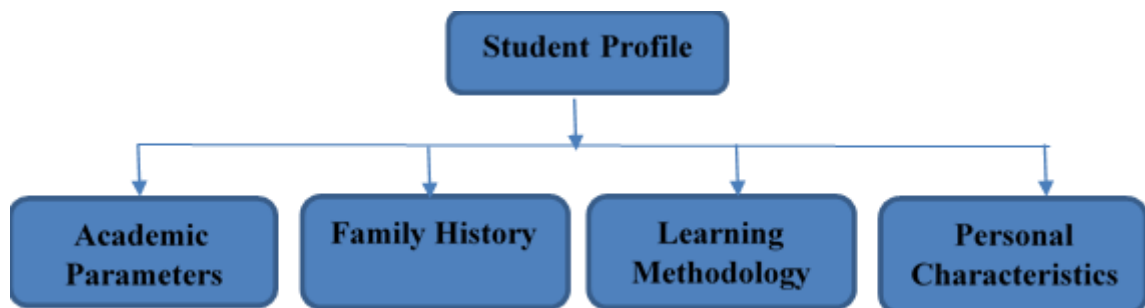 Student Profile
Academic
Parameters
Family History
Learning
Methodology
Personal
Characteristics